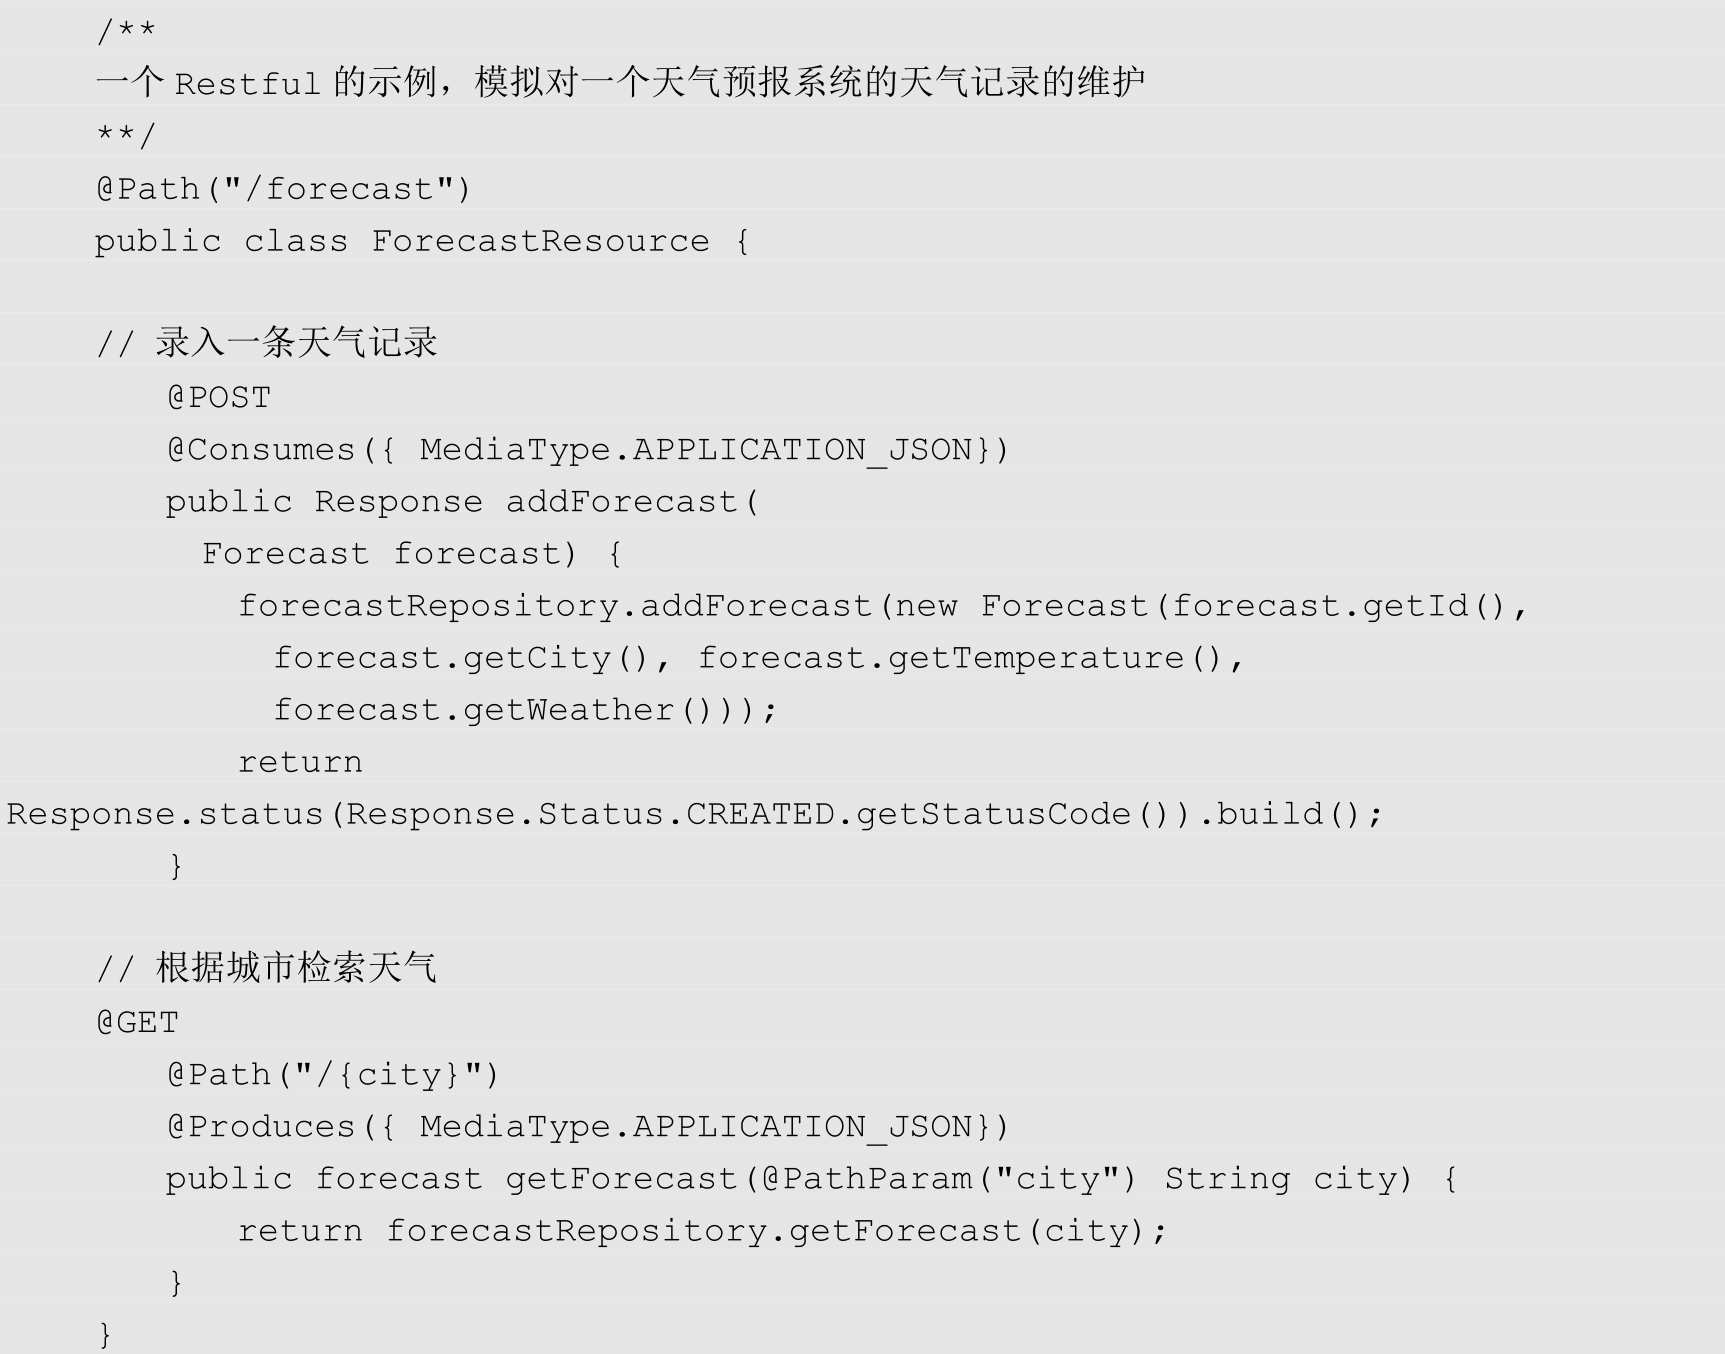 /**
一个 Restful 的示例，模拟对一个天气预报系统的天气记录的维护
**/
@Path("/forecast")
public class ForecastResource {
// 录入一条天气记录
@POST
@Consumes({ MediaType.APPLICATION_JSON})
public Response addForecast(
Forecast forecast) {
forecastRepository.addForecast(new Forecast(forecast.getId(),
forecast.getCity(), forecast.getTemperature(),
forecast.getWeather()));
return
Response.status(Response.Status.CREATED.getStatusCode()).build();
}
// 根据城市检索天气
@GET
@Path("/{city}")
@Produces({ MediaType.APPLICATION_JSON})
public forecast getForecast(@PathParam("city") String city) {
return forecastRepository.getForecast(city);
}
}